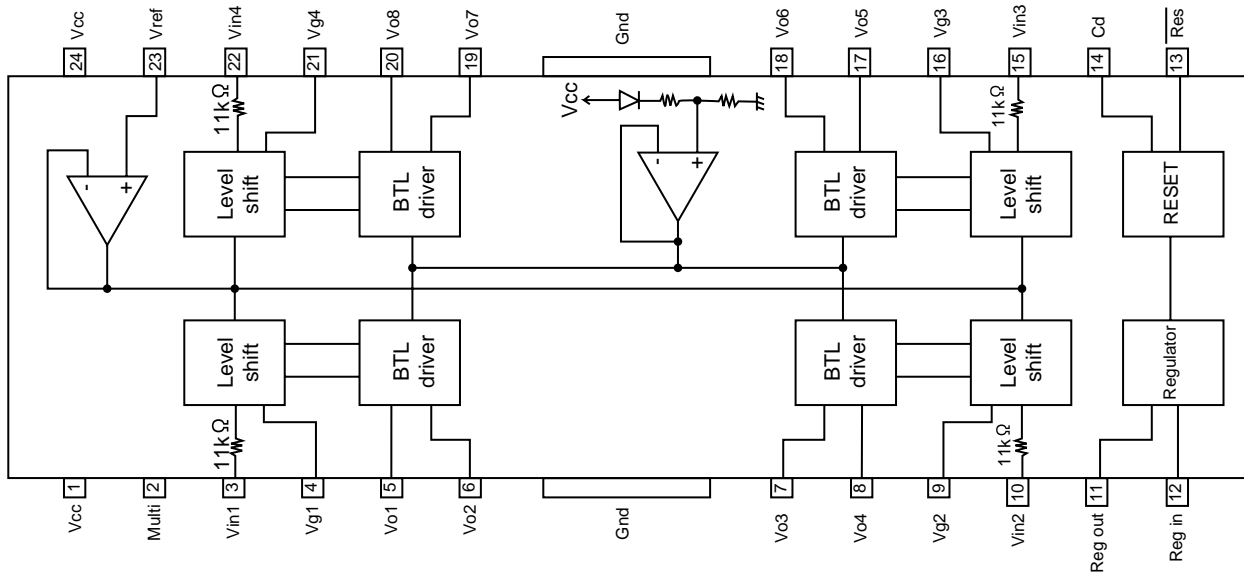 Vcc
Vref
Vin4
Vg4
Vo8
Vo7
Gnd
Vo6
Vo5
Vg3
Vin3
Cd
Res
24
23
22
21
20
19
18
17
16
15
14
13
11kΩ
Vcc
11kΩ
-
+
Level
shift
BTL
driver
-
+
BTL
driver
Level
shift
RESET
Level
shift
BTL
driver
BTL
driver
Level
shift
Regulator
11kΩ
11kΩ
1
2
3
4
5
6
7
8
9
10
11
12
Vcc
Multi
Vin1
Vg1
Vo1
Vo2
Gnd
Vo3
Vo4
Vg2
Vin2
Reg out
Reg in